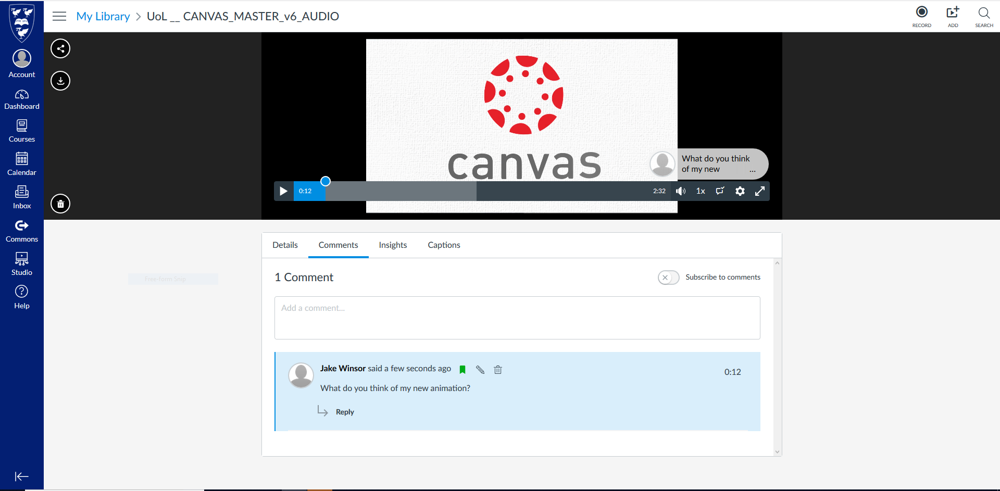 My Library > UoL __ CANVAS_MASTER_v6_AUDIO
RECORD
ADD
SEARCH
Account
Dashboard
Courses
Calendar
Inbox
Commons
Studio
Help
canvas
What do you think
of my new ...
0:12
2:32
1x
Details
Comments
Insights
Captions
1 Comment
Subscribe to comments
Add a comment...
Jake Winsor said a few seconds ago
0:12
What do you think of my new animation?
Reply
Free-form Snip